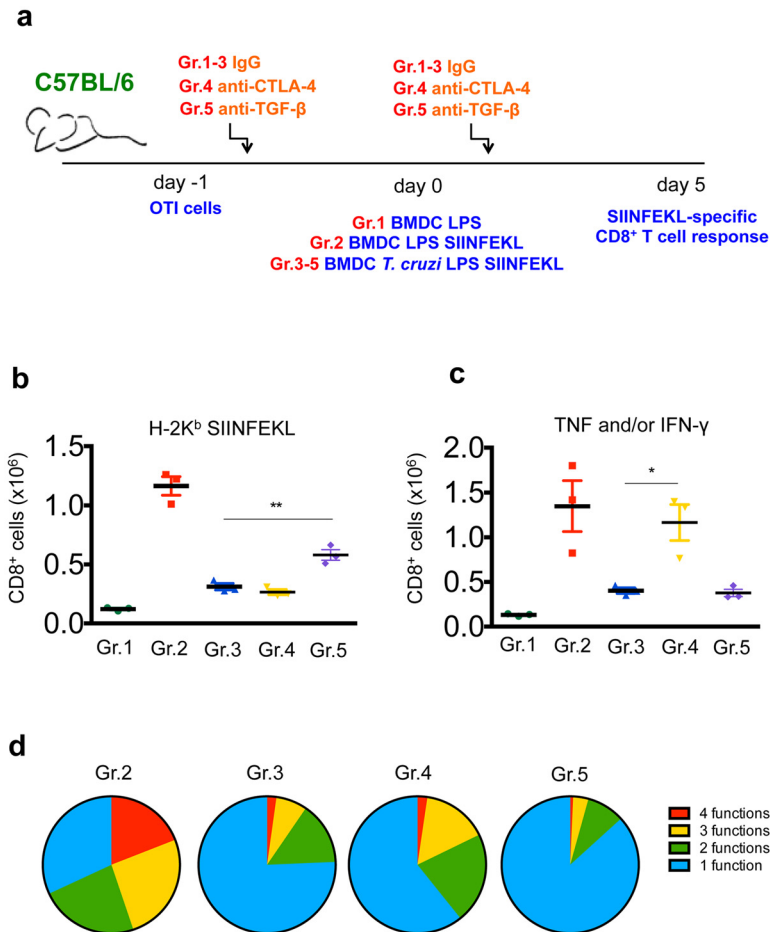 a
C57BL/6
Gr.1-3 IgG
Gr.4 anti-CTLA-4
Gr.5 anti-TGF-β
Gr.1-3 IgG
Gr.4 anti-CTLA-4
Gr.5 anti-TGF-β
day -1
day 0
day 5
OTI cells
Gr.1 BMDC LPS
Gr.2 BMDC LPS SIINFEKL
Gr.3-5 BMDC T. cruzi LPS SIINFEKL
SIINFEKL-specific
CD8⁺ T cell response
b
H-2Kᵇ SIINFEKL
CD8⁺ cells (x10⁶)
1.5
1.0
0.5
0.0
**
Gr.1 Gr.2 Gr.3 Gr.4 Gr.5
c
TNF and/or IFN-γ
CD8⁺ cells (x10⁶)
2.0
1.5
1.0
0.5
0.0
*
Gr.1 Gr.2 Gr.3 Gr.4 Gr.5
d
Gr.2 Gr.3 Gr.4 Gr.5
4 functions
3 functions
2 functions
1 function